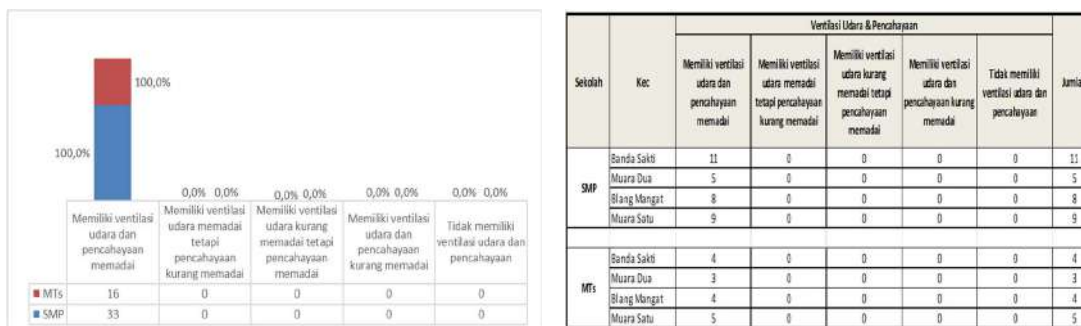 100,0%
100,0%
0,0% 0,0%
0,0% 0,0%
0,0% 0,0%
0,0% 0,0%
Memiliki ventilasi udara dan pencahayaan memadai
Memiliki ventilasi udara memadai tetapi pencahayaan kurang memadai
Memiliki ventilasi udara kurang memadai tetapi pencahayaan memadai
Memiliki ventilasi udara dan pencahayaan kurang memadai
Tidak memiliki ventilasi udara dan pencahayaan
MTs 16 0 0 0 0
SMP 33 0 0 0 0
Ventilasi Udara & Pencahayaan
Sekolah
Kec
Memiliki ventilasi udara dan pencahayaan memadai
Memiliki ventilasi udara memadai tetapi pencahayaan kurang memadai
Memiliki ventilasi udara kurang memadai tetapi pencahayaan memadai
Memiliki ventilasi udara dan pencahayaan kurang memadai
Tidak memiliki ventilasi udara dan pencahayaan
Jumla
SMP
Banda Sakti 11 0 0 0 0 11
Muara Dua 5 0 0 0 0 5
Blang Mangat 8 0 0 0 0 8
Muara Satu 9 0 0 0 0 9
MTs
Banda Sakti 4 0 0 0 0 4
Muara Dua 3 0 0 0 0 3
Blang Mangat 4 0 0 0 0 4
Muara Satu 5 0 0 0 0 5